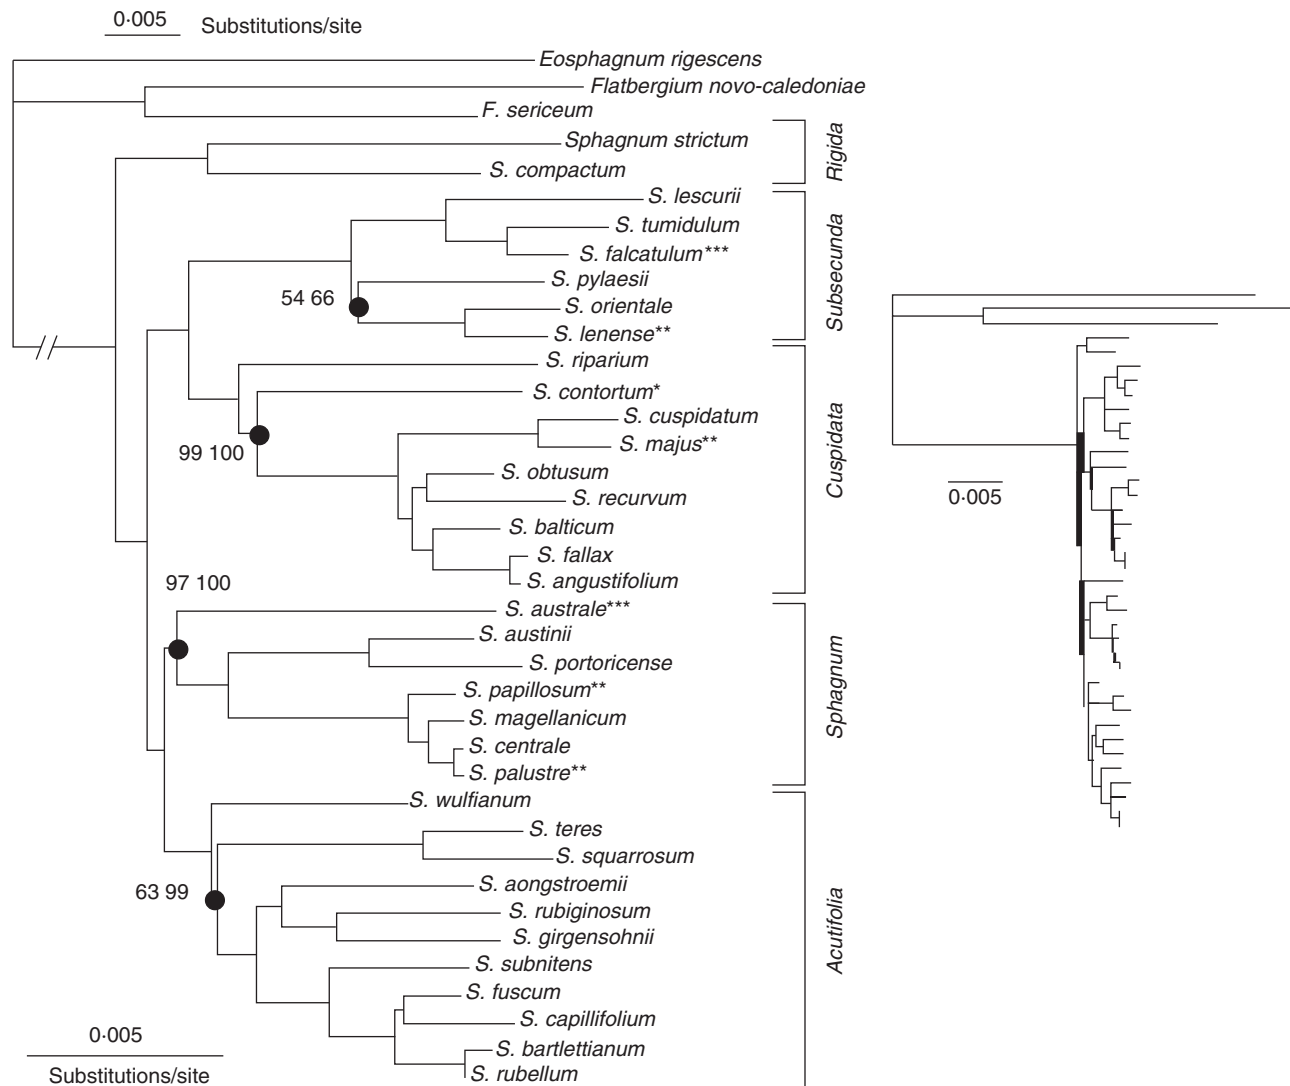 0·005 Substitutions/site
Eosphagnum rigescens
Flatbergium novo-caledoniae
F. sericeum
Sphagnum strictum
S. compactum
Rigida
S. lescurii
S. tumidulum
S. falcatulum***
S. pylaesii
54 66
S. orientale
S. lenense**
Subsecunda
S. riparium
S. contortum*
S. cuspidatum
99 100
S. majus**
S. obtusum
S. recurvum
S. balticum
S. fallax
S. angustifolium
Cuspidata
0·005
97 100
S. australe***
S. austinii
S. portoricense
S. papillosum**
S. magellanicum
S. centrale
S. palustre**
Sphagnum
S. wulfianum
S. teres
S. squarrosum
63 99
S. aongstroemii
S. rubiginosum
S. girgensohnii
S. subnitens
S. fuscum
S. capillifolium
S. bartlettianum
S. rubellum
Acutifolia
0·005
Substitutions/site